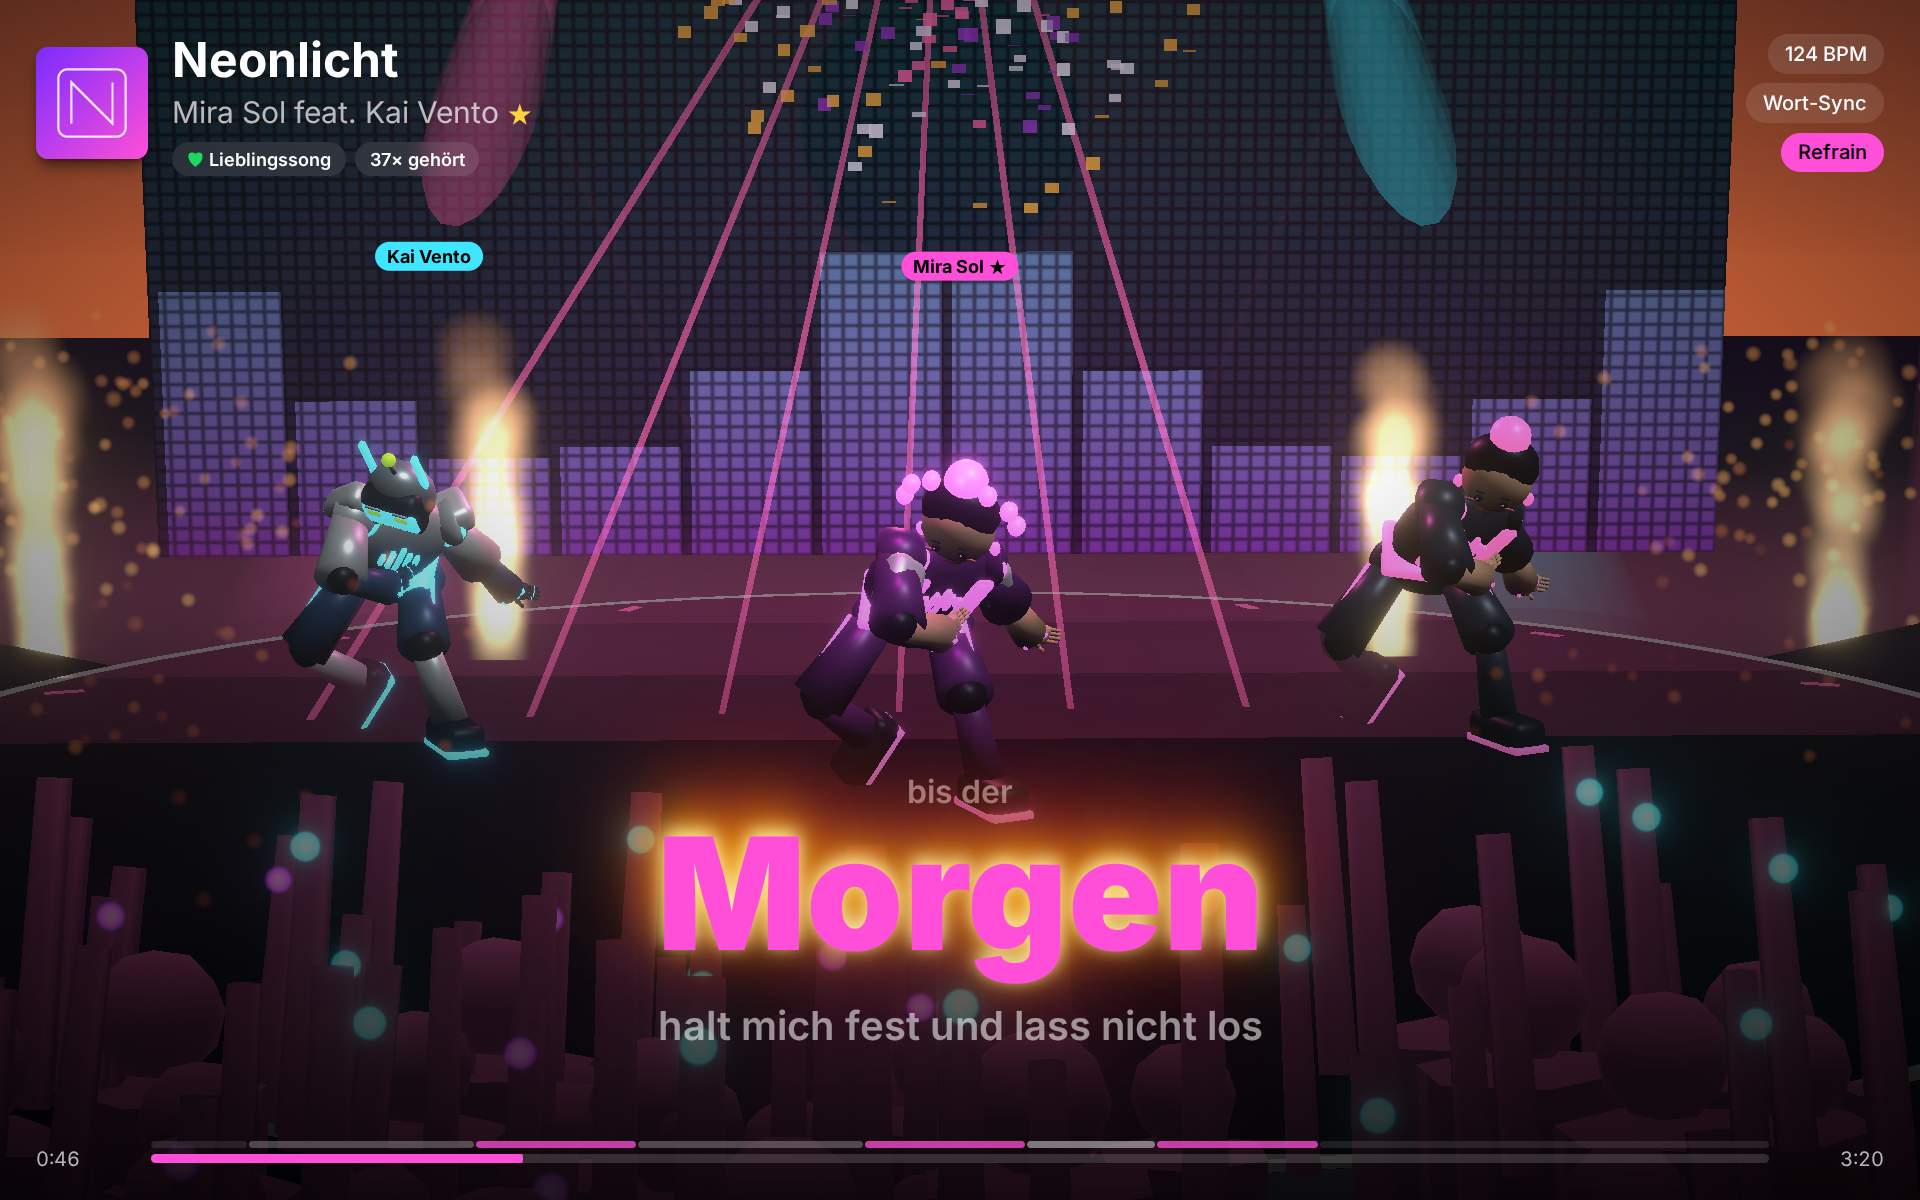 N
Neonlicht
Mira Sol feat. Kai Vento ★
Lieblingssong
37× gehört
124 BPM
Wort-Sync
Refrain
Kai Vento
Mira Sol ★
bis der
Morgen
halt mich fest und lass nicht los
0:46
3:20